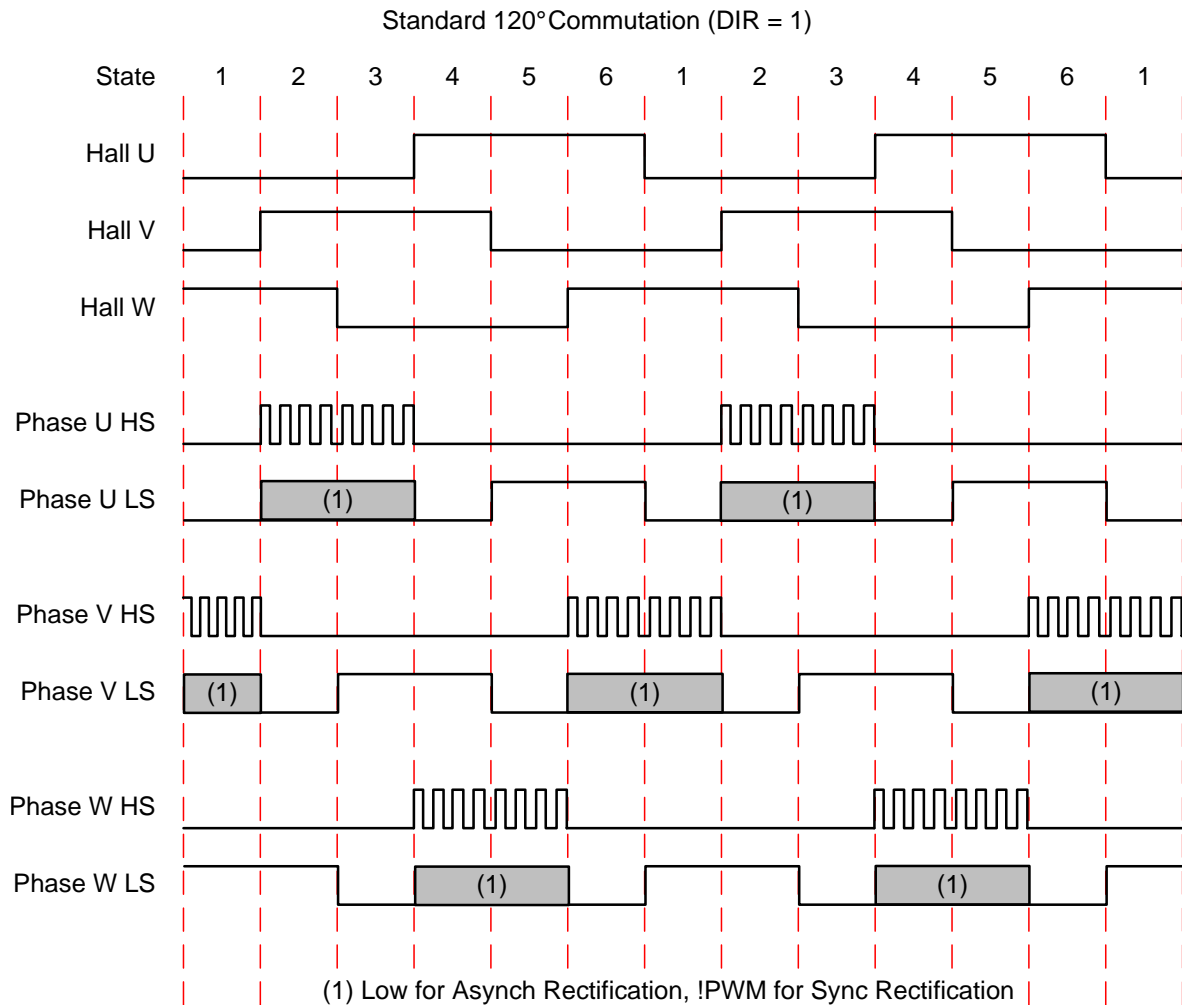 Standard 120°Commutation (DIR = 1)
State 1 2 3 4 5 6 1 2 3 4 5 6 1
Hall U
Hall V
Hall W
Phase U HS
Phase U LS (1) (1)
Phase V HS
Phase V LS (1) (1) (1)
Phase W HS
Phase W LS (1) (1)
(1) Low for Asynch Rectification, !PWM for Sync Rectification